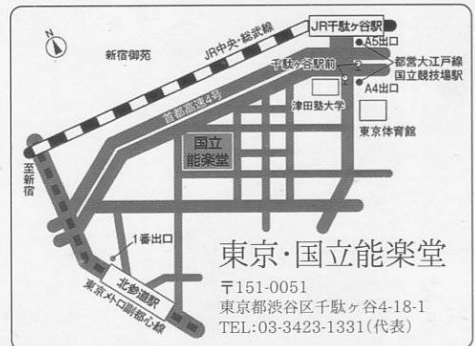 N
新宿御苑
JR中央・総武線
JR千駄ヶ谷駅
A5出口
千駄ヶ谷駅前
都営大江戸線
国立競技場駅
A4出口
首都高速4号
津田塾大学
東京体育館
国立
能楽堂
至新宿
1番出口
北参道駅
東京メトロ副都心線
東京・国立能楽堂
〒151-0051
東京都渋谷区千駄ヶ谷4-18-1
TEL:03-3423-1331(代表)